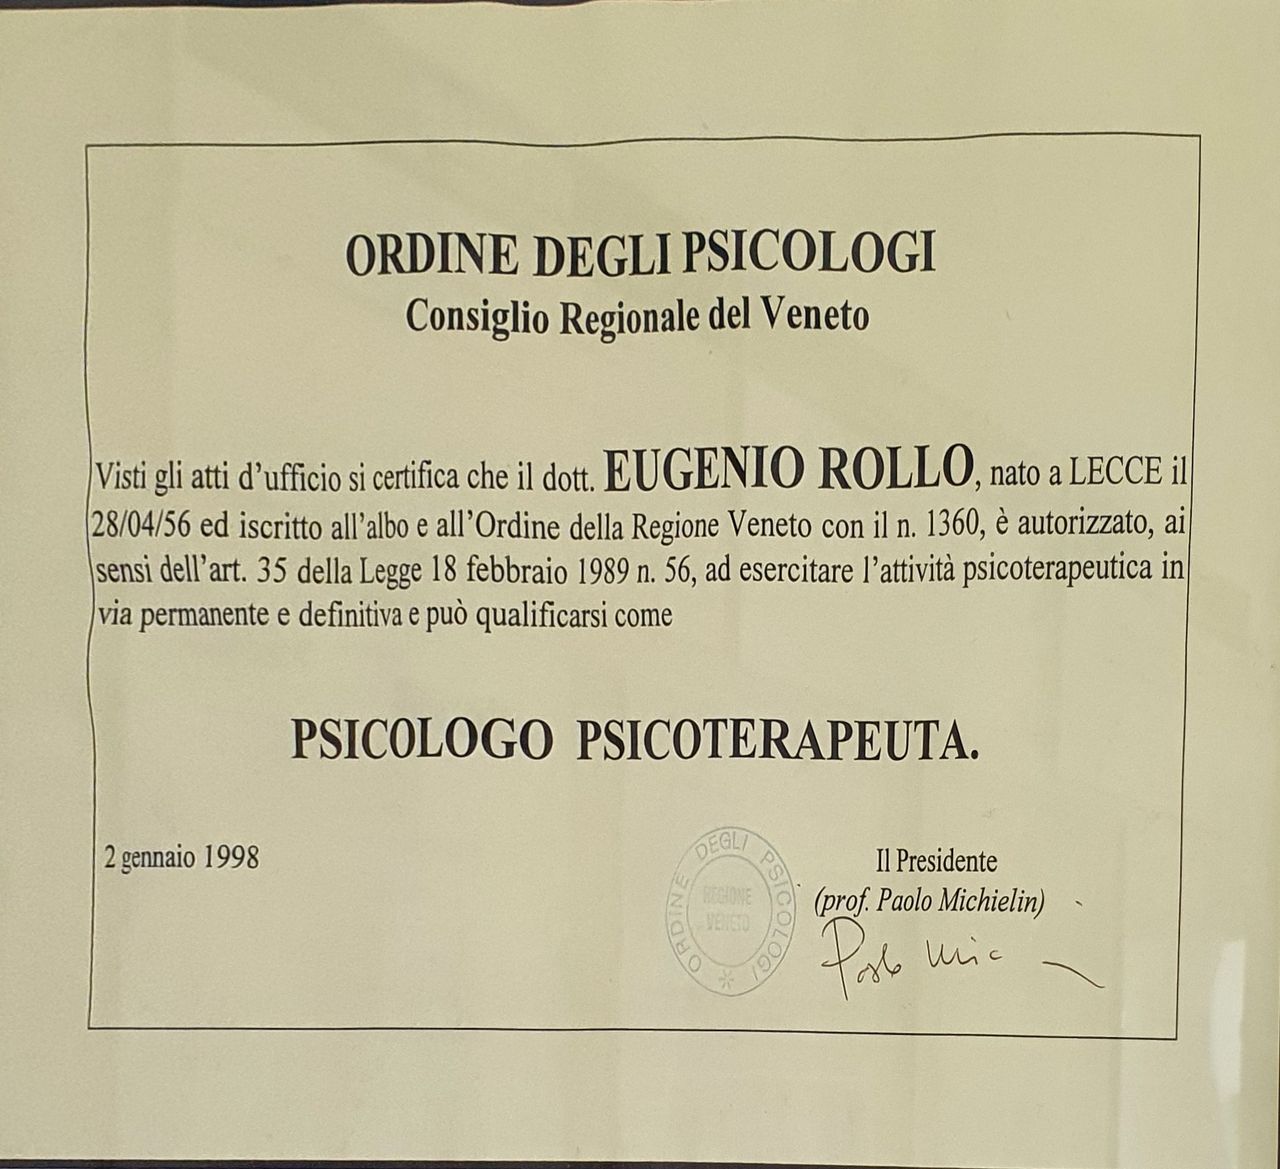 ORDINE DEGLI PSICOLOGI
Consiglio Regionale del Veneto
Visti gli atti d'ufficio si certifica che il dott. EUGENIO ROLLO, nato a LECCE il
28/04/56 ed iscritto all'albo e all'Ordine della Regione Veneto con il n. 1360, è autorizzato, ai
sensi dell'art. 35 della Legge 18 febbraio 1989 n. 56, ad esercitare l'attività psicoterapeutica in
via permanente e definitiva e può qualificarsi come
PSICOLOGO PSICOTERAPEUTA.
2 gennaio 1998
ORDINE DEGLI PSICOLOGI
REGIONE
VENETO
Il Presidente
(prof. Paolo Michielin)